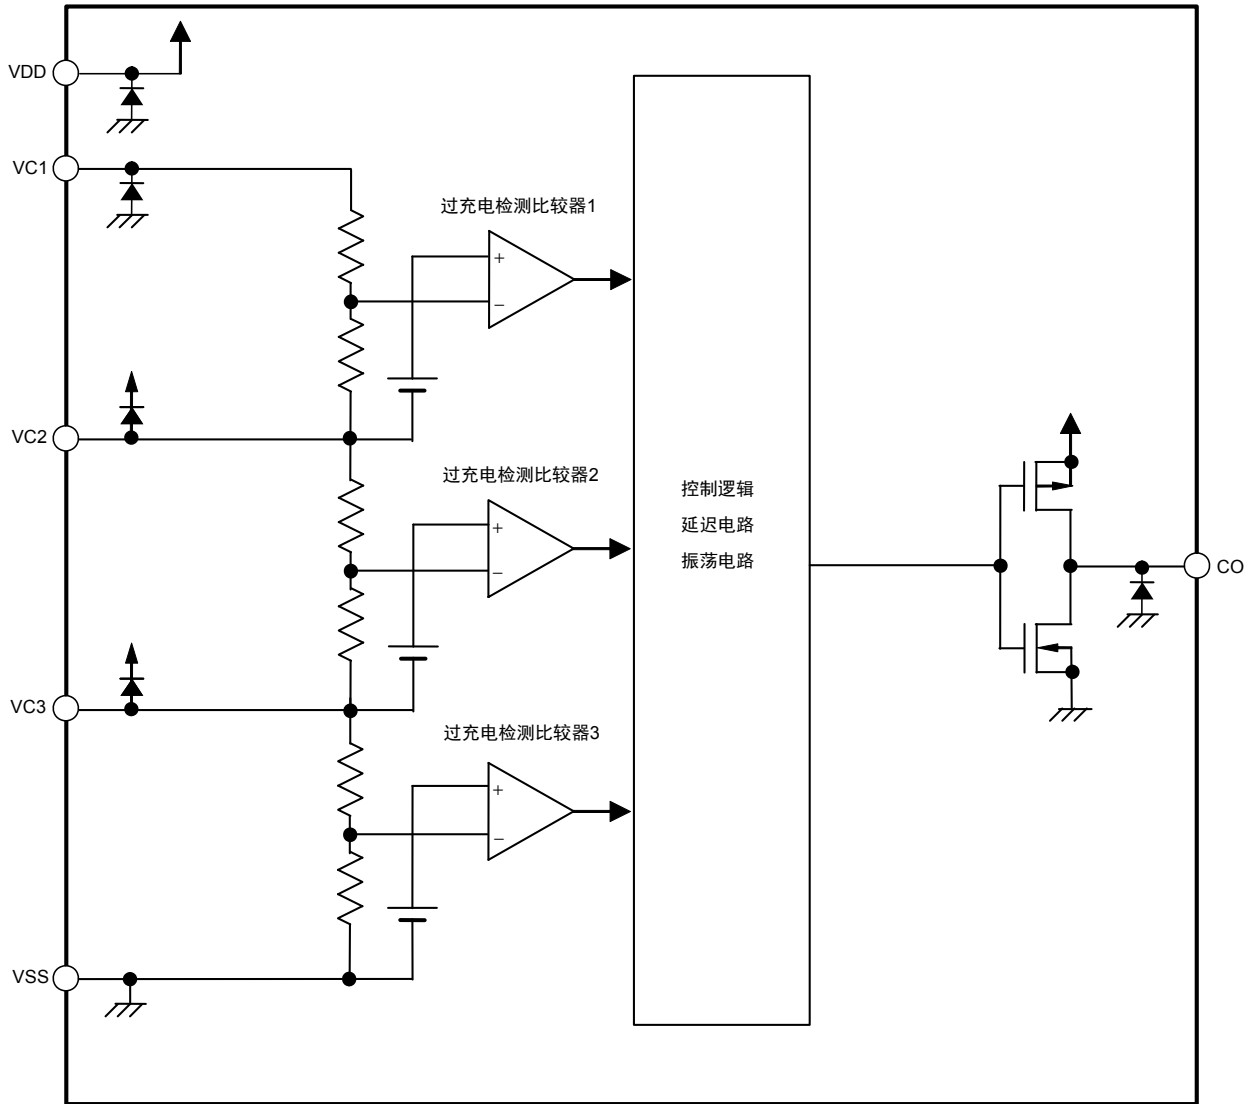 VDD
VC1
过充电检测比较器1
+
−
VC2
过充电检测比较器2
+
−
控制逻辑
延迟电路
振荡电路
CO
VC3
过充电检测比较器3
+
−
VSS